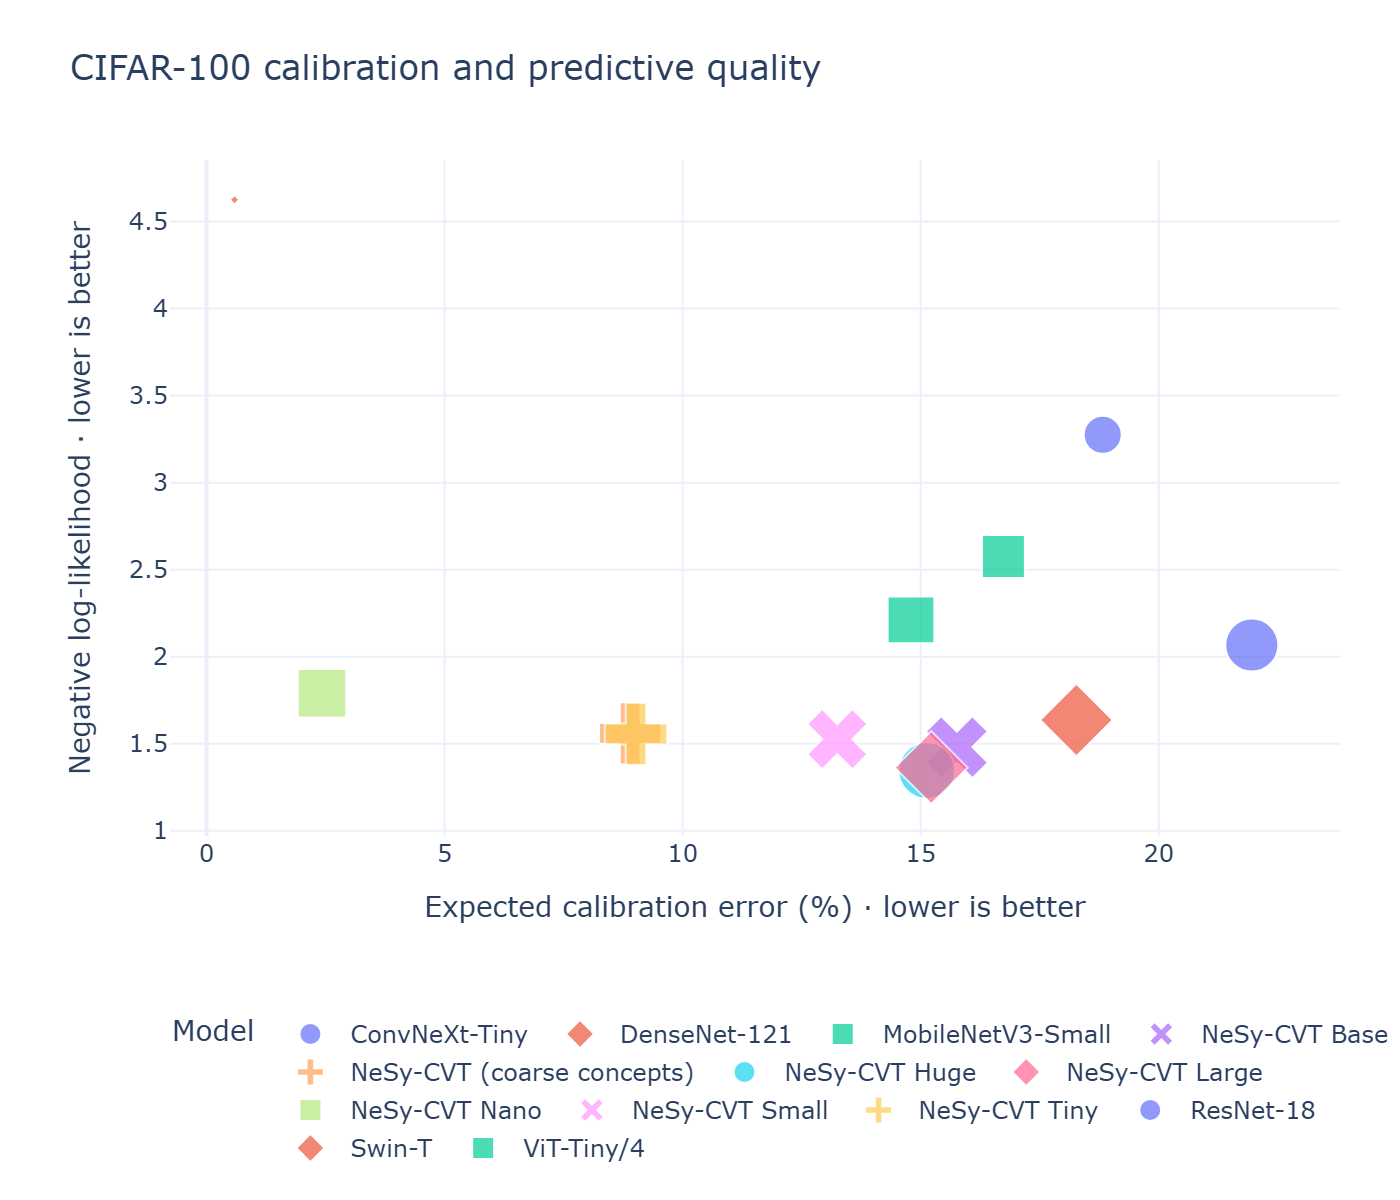 CIFAR-100 calibration and predictive quality
Negative log-likelihood · lower is better
4.5
4
3.5
3
2.5
2
1.5
1
0 5 10 15 20
Expected calibration error (%) · lower is better
Model ConvNeXt-Tiny DenseNet-121 MobileNetV3-Small NeSy-CVT Base
NeSy-CVT (coarse concepts) NeSy-CVT Huge NeSy-CVT Large
NeSy-CVT Nano NeSy-CVT Small NeSy-CVT Tiny ResNet-18
Swin-T ViT-Tiny/4